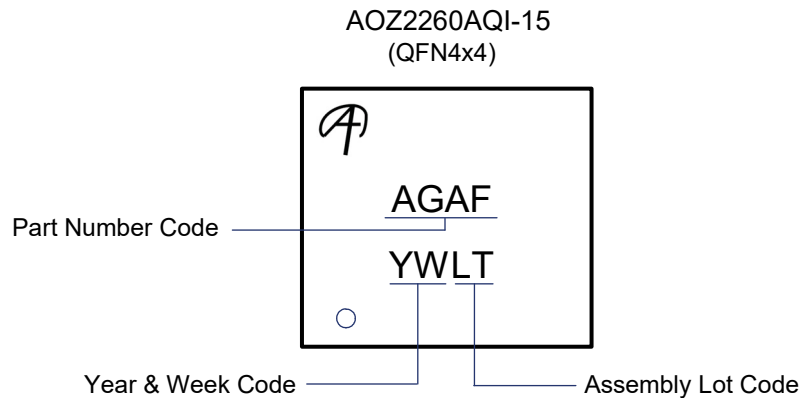 AOZ2260AQI-15
(QFN4x4)
AGAF
Part Number Code
YWLT
Year & Week Code
Assembly Lot Code